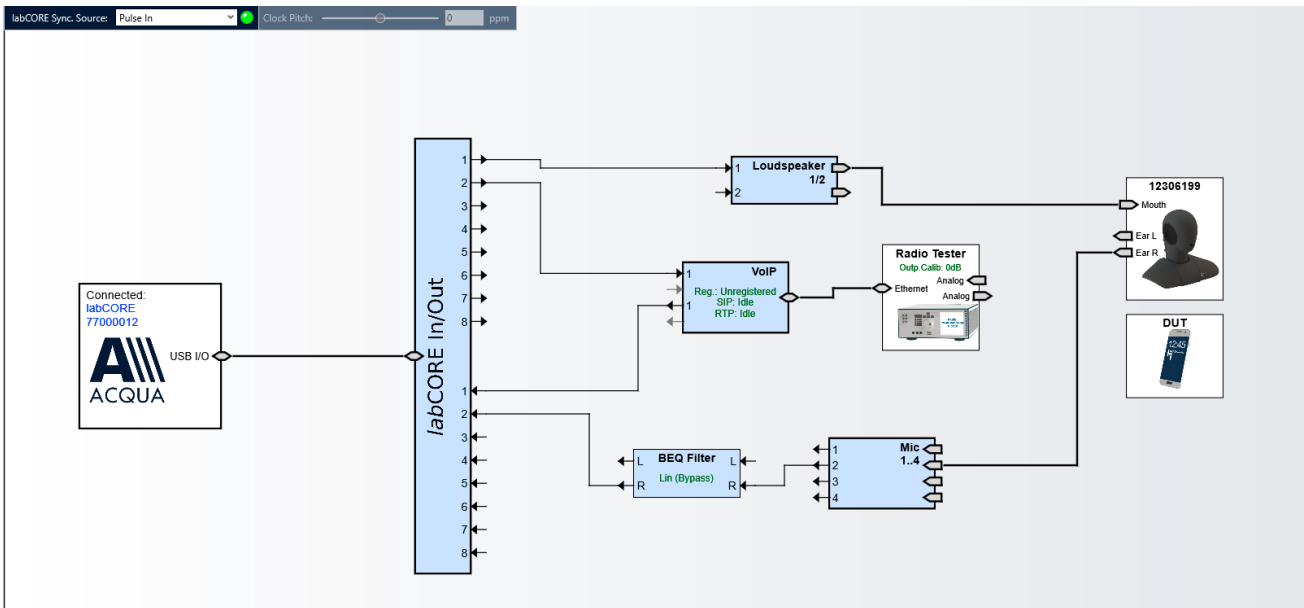 labCORE Sync. Source: Pulse In Clock Pitch: 0 ppm
Connected:
labCORE
77000012
USB I/O
ACQUA
labCORE In/Out
1
2
3
4
5
6
7
8
1
2
3
4
5
6
7
8
Loudspeaker
1/2
1
2
VoIP
1
1
Reg.: Unregistered
SIP: Idle
RTP: Idle
Radio Tester
Outp.Calib: 0dB
Analog
Ethernet
Analog
BEQ Filter
L L
Lin (Bypass)
R R
Mic
1..4
1
2
3
4
12306199
Mouth
Ear L
Ear R
DUT
12:45